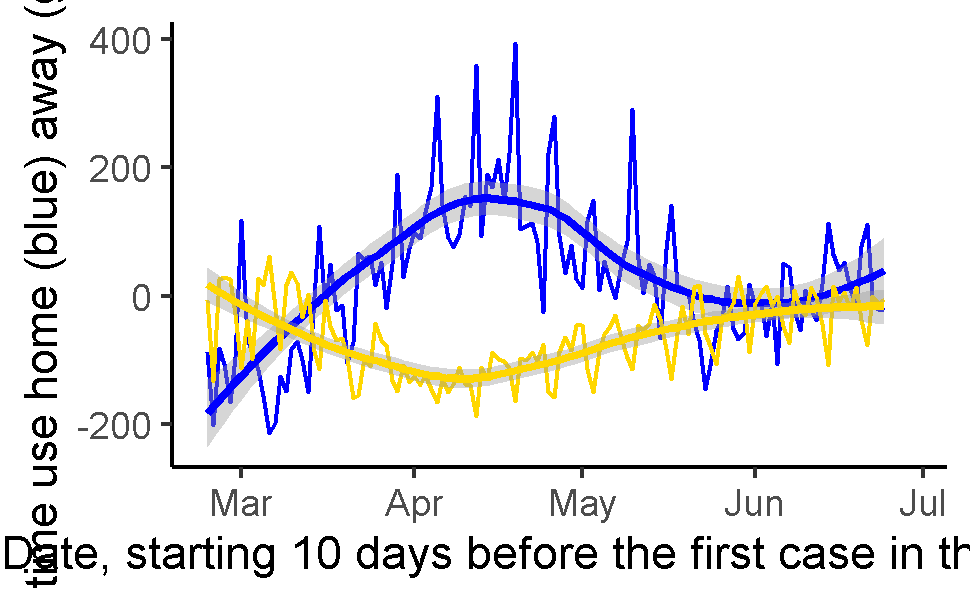 time use home (blue) away (
400
200
0
-200
Mar Apr May Jun Jul
Date, starting 10 days before the first case in th